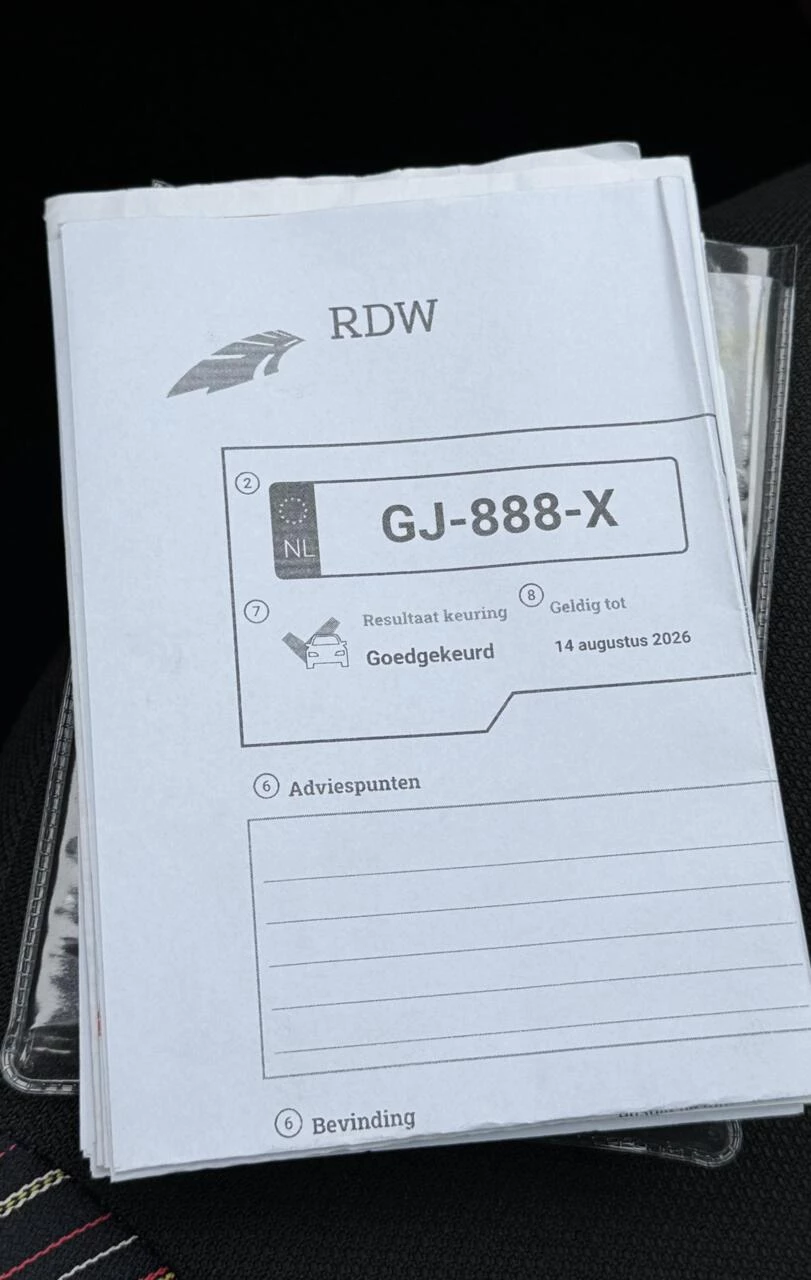 RDW
2
NL GJ-888-X
7 Resultaat keuring 8 Geldig tot
Goedgekeurd 14 augustus 2026
6 Adviespunten
6 Bevinding